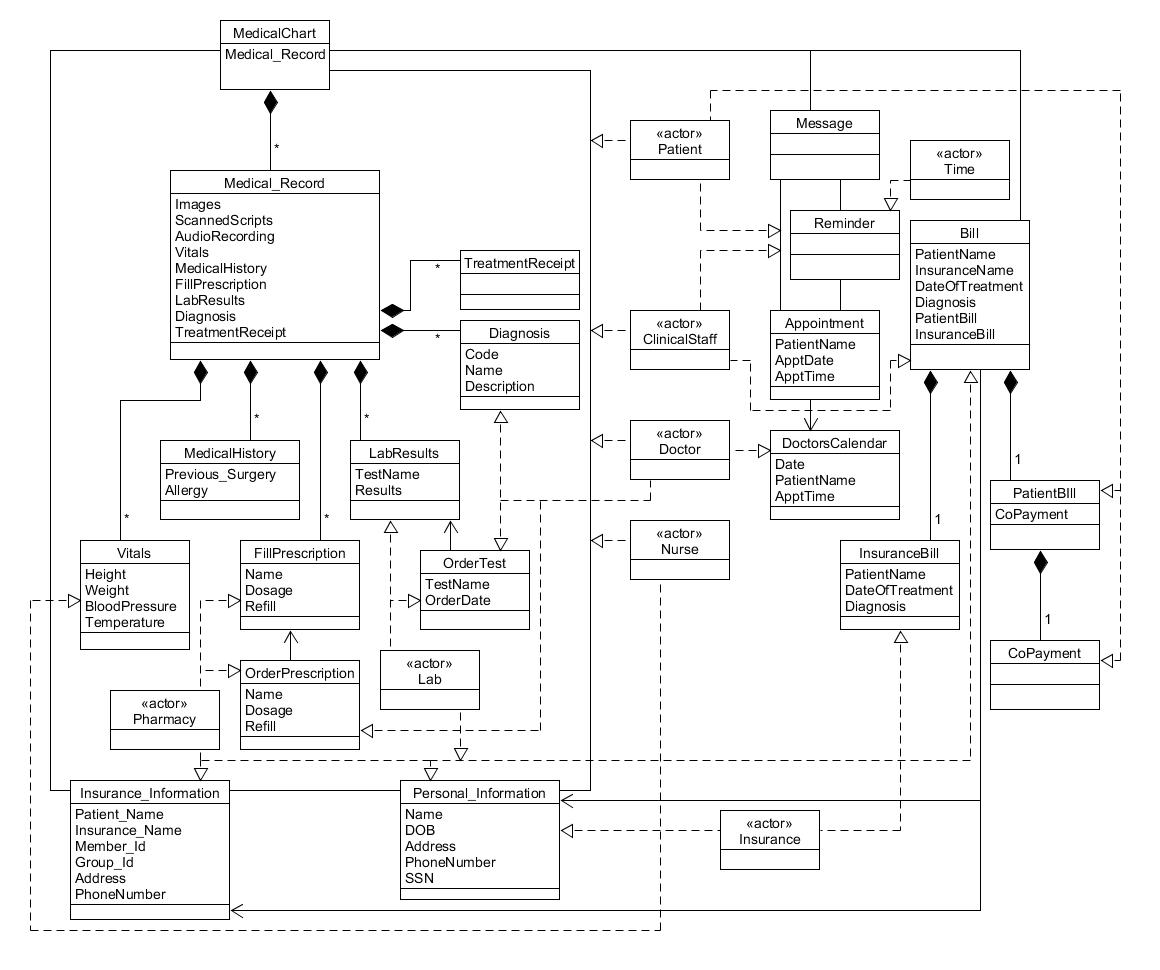 MedicalChart
Medical_Record
*
Medical_Record
Images
ScannedScripts
AudioRecording
Vitals
MedicalHistory
FillPrescription
LabResults
Diagnosis
TreatmentReceipt
*
TreatmentReceipt
*
Diagnosis
Code
Name
Description
*
MedicalHistory
Previous_Surgery
Allergy
*
LabResults
TestName
Results
*
Vitals
Height
Weight
BloodPressure
Temperature
*
FillPrescription
Name
Dosage
Refill
OrderTest
TestName
OrderDate
OrderPrescription
Name
Dosage
Refill
«actor»
Lab
«actor»
Pharmacy
Insurance_Information
Patient_Name
Insurance_Name
Member_Id
Group_Id
Address
PhoneNumber
Personal_Information
Name
DOB
Address
PhoneNumber
SSN
«actor»
Patient
«actor»
ClinicalStaff
«actor»
Doctor
«actor»
Nurse
«actor»
Insurance
Message
Reminder
«actor»
Time
Appointment
PatientName
ApptDate
ApptTime
DoctorsCalendar
Date
PatientName
ApptTime
Bill
PatientName
InsuranceName
DateOfTreatment
Diagnosis
PatientBill
InsuranceBill
1
InsuranceBill
PatientName
DateOfTreatment
Diagnosis
1
PatientBIll
CoPayment
1
CoPayment